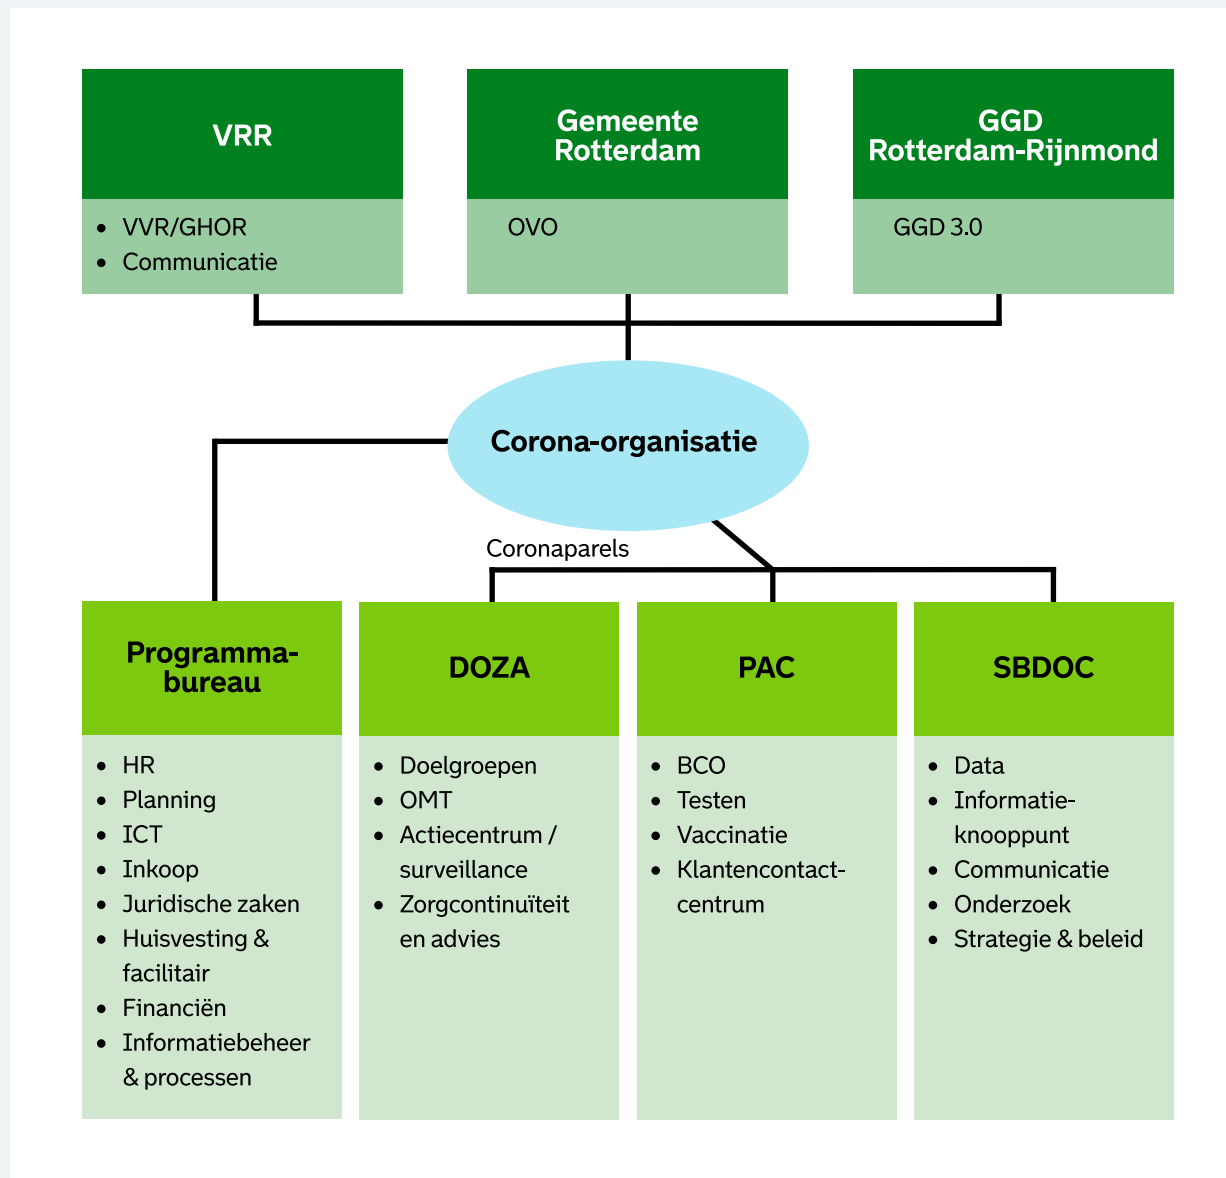 VRR
• VVR/GHOR
• Communicatie
Gemeente
Rotterdam
OVO
GGD
Rotterdam-Rijnmond
GGD 3.0
Corona-organisatie
Coronaparels
Programma-
bureau
• HR
• Planning
• ICT
• Inkoop
• Juridische zaken
• Huisvesting &
facilitair
• Financiën
• Informatiebeheer
& processen
DOZA
• Doelgroepen
• OMT
• Actiecentrum /
surveillance
• Zorgcontinuïteit
en advies
PAC
• BCO
• Testen
• Vaccinatie
• Klantencontact-
centrum
SBDOC
• Data
• Informatie-
knooppunt
• Communicatie
• Onderzoek
• Strategie & beleid